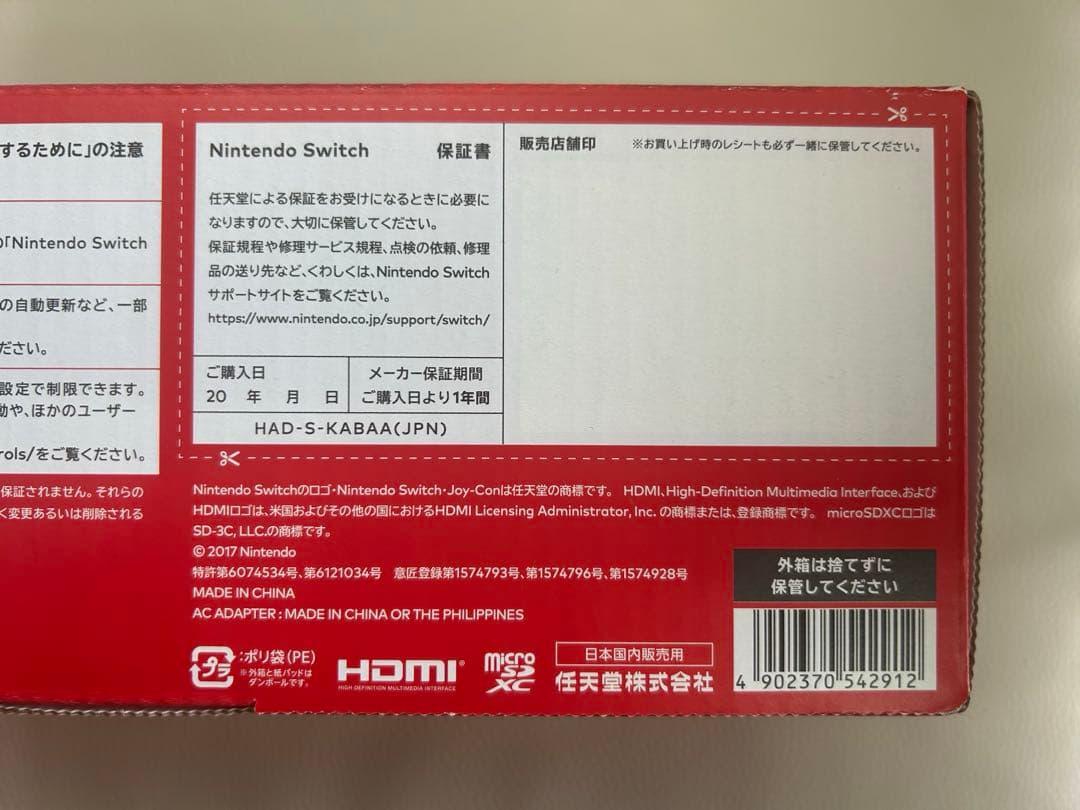 するために」の注意
の「Nintendo Switch
の自動更新など、一部
ださい。
設定で制限できます。
動や、ほかのユーザー
rols/をご覧ください。
保証されません。それらの
く変更あるいは削除される
Nintendo Switch 保証書
任天堂による保証をお受けになるときに必要に
なりますので、大切に保管してください。
保証規程や修理サービス規程、点検の依頼、修理
品の送り先など、くわしくは、Nintendo Switch
サポートサイトをご覧ください。
https://www.nintendo.co.jp/support/switch/
ご購入日
20 年 月 日
メーカー保証期間
ご購入日より1年間
HAD-S-KABAA(JPN)
販売店舗印 ※お買い上げ時のレシートも必ず一緒に保管してください。
Nintendo Switchのロゴ・Nintendo Switch・Joy-Conは任天堂の商標です。 HDMI、High-Definition Multimedia Interface、および
HDMIロゴは、米国およびその他の国におけるHDMI Licensing Administrator, Inc. の商標または、登録商標です。 microSDXCロゴは
SD-3C, LLC.の商標です。
© 2017 Nintendo
特許第6074534号、第6121034号 意匠登録第1574793号、第1574796号、第1574928号
MADE IN CHINA
AC ADAPTER : MADE IN CHINA OR THE PHILIPPINES
プラ
:ポリ袋(PE)
※外箱と紙パッドは
ダンボールです。
HDMI®
HIGH-DEFINITION MULTIMEDIA INTERFACE
micro
SD
XC
日本国内販売用
任天堂株式会社
外箱は捨てずに
保管してください
4 902370 542912